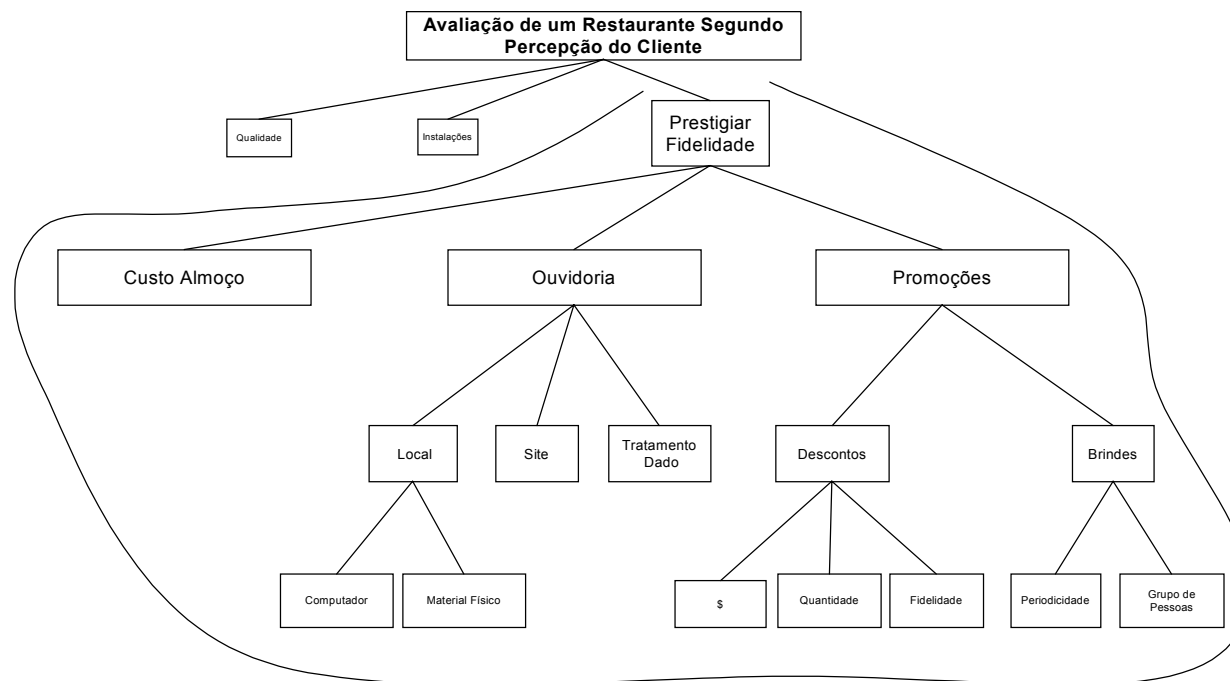 Avaliação de um Restaurante Segundo
Percepção do Cliente
Qualidade
Instalações
Prestigiar
Fidelidade
Custo Almoço
Ouvidoria
Promoções
Local
Site
Tratamento
Dado
Descontos
Brindes
Computador
Material Físico
$
Quantidade
Fidelidade
Periodicidade
Grupo de
Pessoas